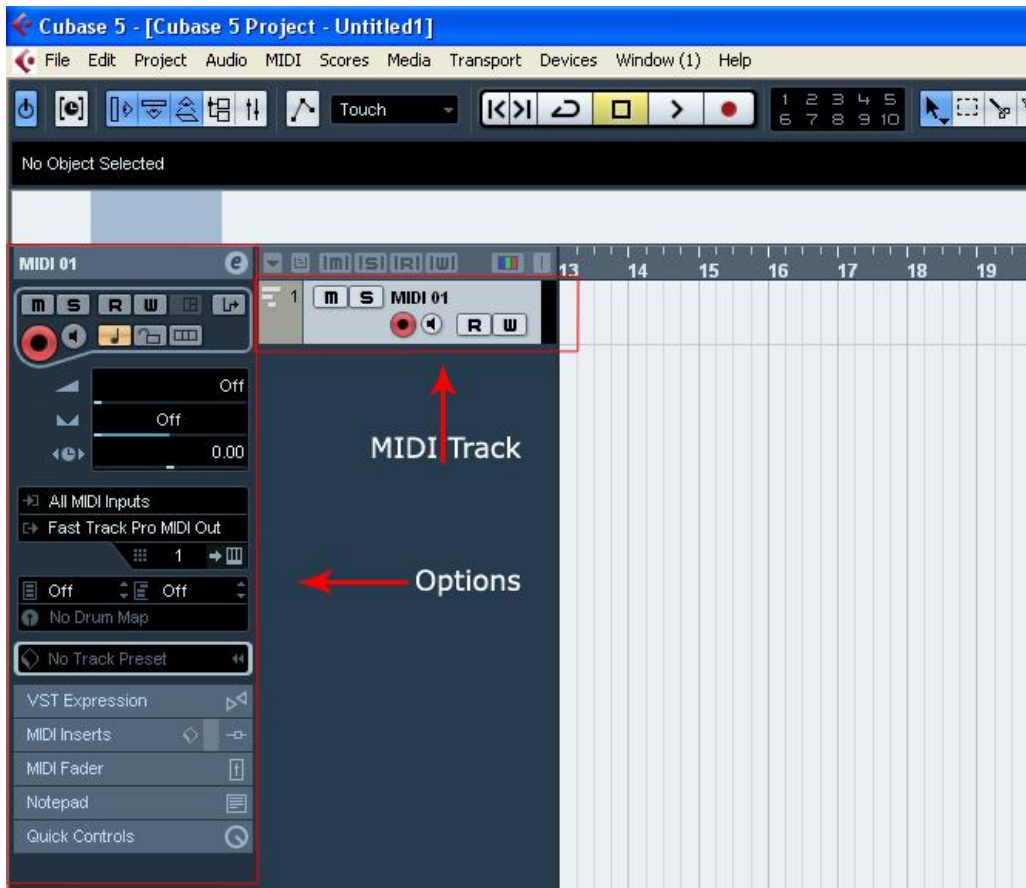 Cubase 5 - [Cubase 5 Project - Untitled1]
File Edit Project Audio MIDI Scores Media Transport Devices Window (1) Help
Touch
1 2 3 4 5
6 7 8 9 10
No Object Selected
MIDI 01
e
m S R W
[m] [S] [R] [W]
13 14 15 16 17 18 19
1 m S MIDI 01
R W
Off
Off
0.00
MIDI Track
All MIDI Inputs
Fast Track Pro MIDI Out
1
Options
Off Off
No Drum Map
No Track Preset
VST Expression
MIDI Inserts
MIDI Fader
Notepad
Quick Controls